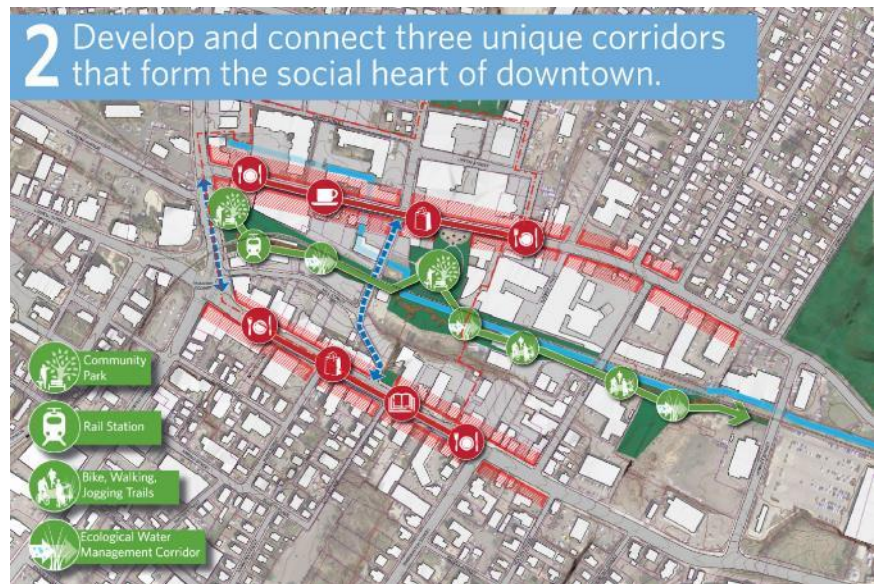 2 Develop and connect three unique corridors
that form the social heart of downtown.
Community
Park
Rail Station
Bike, Walking,
Jogging Trails
Ecological Water
Management Corridor